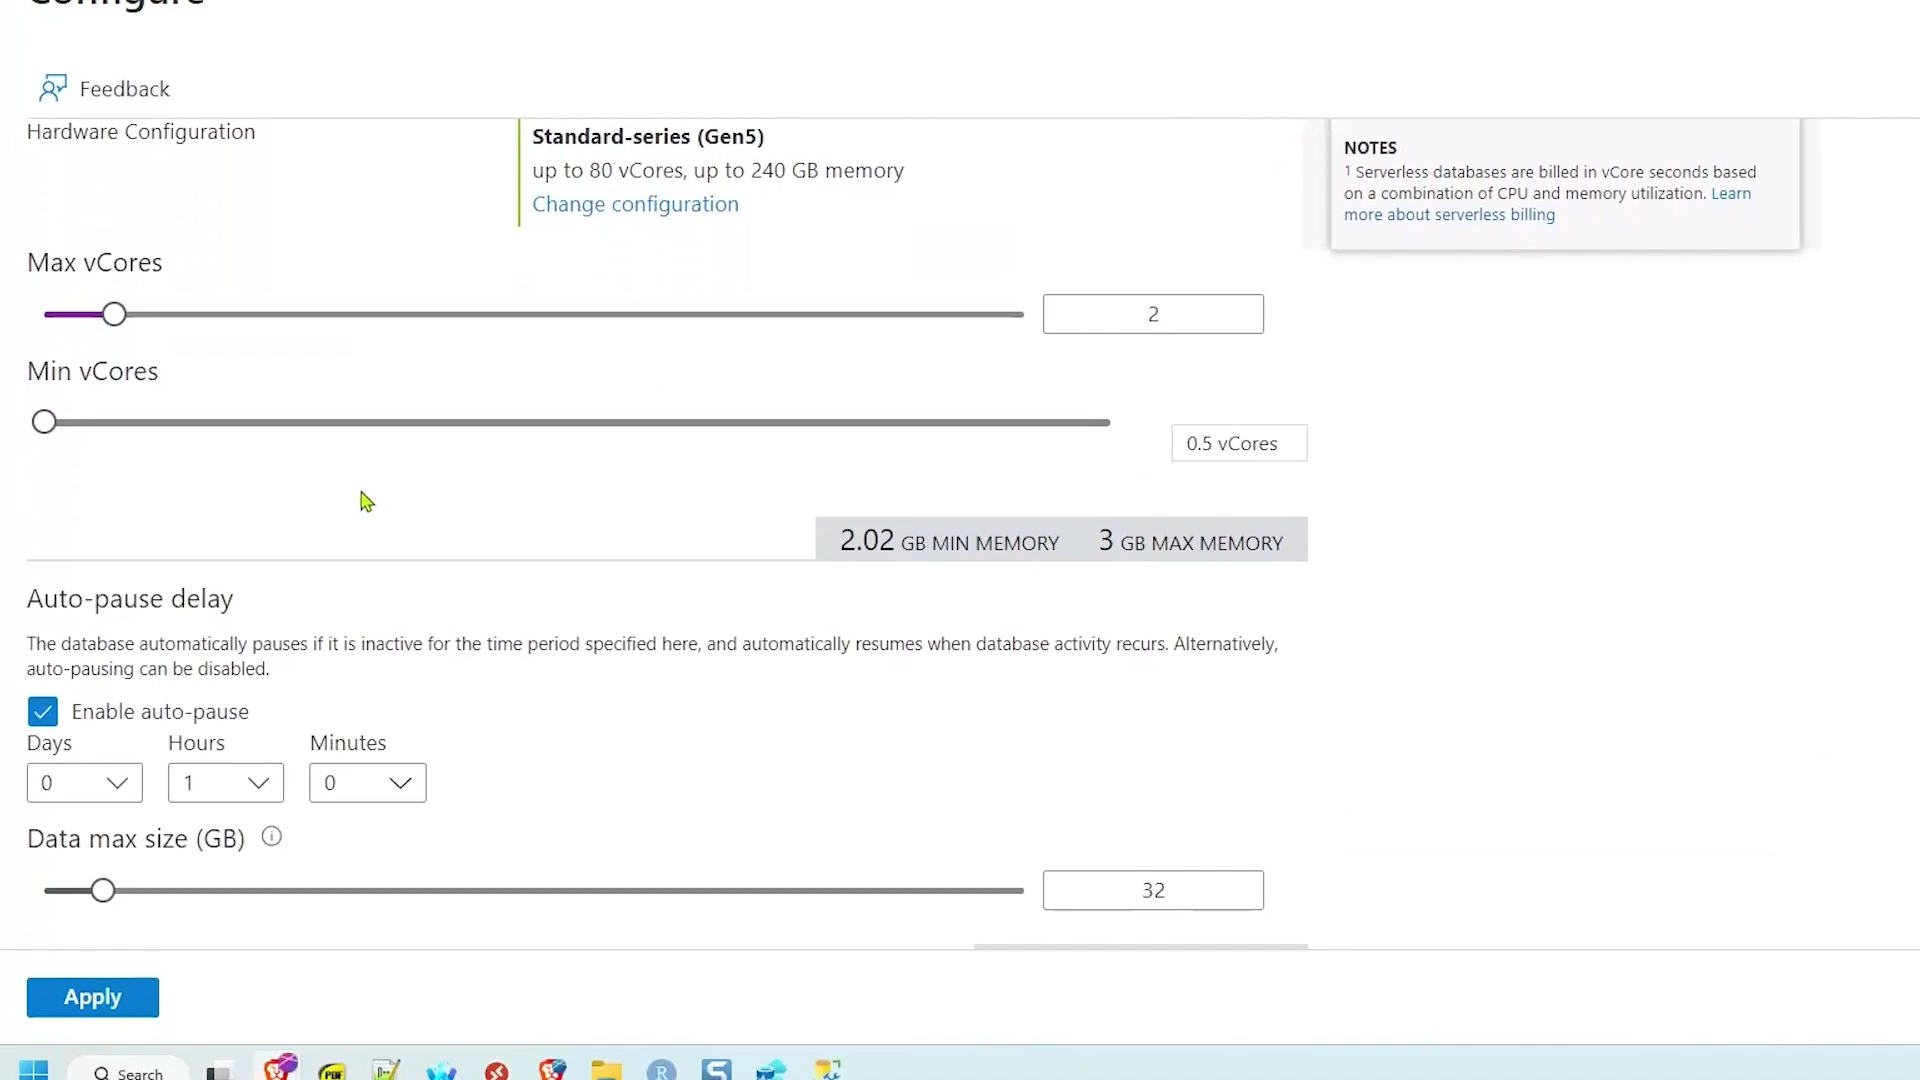 Configure
Feedback
Hardware Configuration
Standard-series (Gen5)
up to 80 vCores, up to 240 GB memory
Change configuration
NOTES
1 Serverless databases are billed in vCore seconds based
on a combination of CPU and memory utilization. Learn
more about serverless billing
Max vCores
2
Min vCores
0.5 vCores
2.02 GB MIN MEMORY 3 GB MAX MEMORY
Auto-pause delay
The database automatically pauses if it is inactive for the time period specified here, and automatically resumes when database activity recurs. Alternatively,
auto-pausing can be disabled.
Enable auto-pause
Days Hours Minutes
0 1 0
Data max size (GB)
32
Apply
Search
PDF
R
S